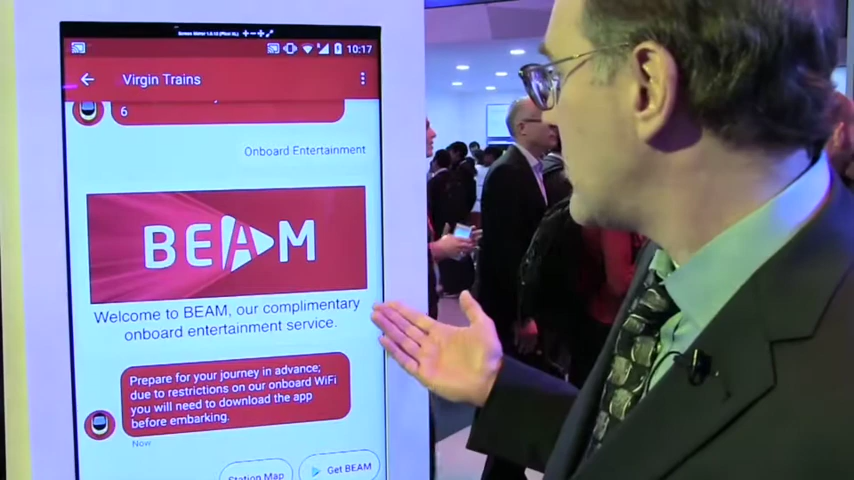 10:17
Virgin Trains
6
Onboard Entertainment
BEAM
Welcome to BEAM, our complimentary
onboard entertainment service.
Prepare for your journey in advance;
due to restrictions on our onboard WiFi
you will need to download the app
before embarking.
Now
Station Map
Get BEAM